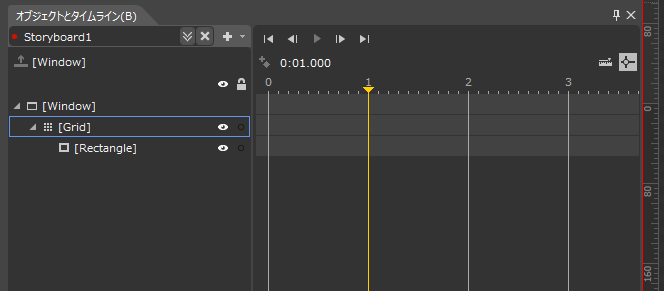 オブジェクトとタイムライン(B)
Storyboard1
[Window]
0:01.000
0 1 2 3
[Window]
[Grid]
[Rectangle]
80
0
80
160